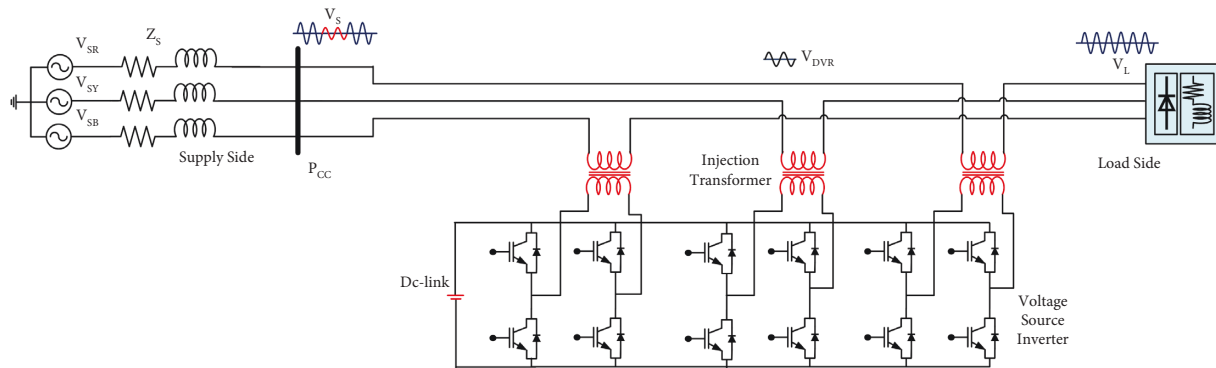 V_S
V_SR
Z_S
V_SY
V_SB
Supply Side
P_CC
V_DVR
V_L
Injection
Transformer
Load Side
Dc-link
Voltage
Source
Inverter